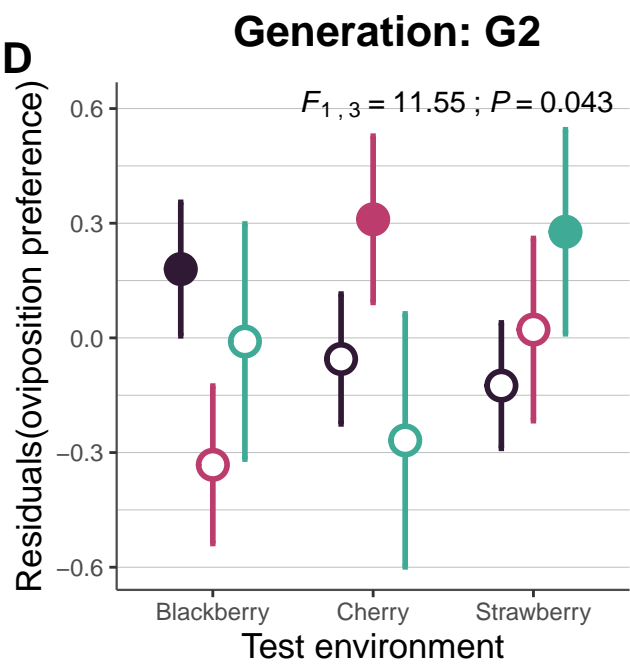 Generation: G2
D
F1 , 3 = 11.55 ; P = 0.043
Residuals(oviposition preference)
0.6
0.3
0.0
−0.3
−0.6
Blackberry Cherry Strawberry
Test environment